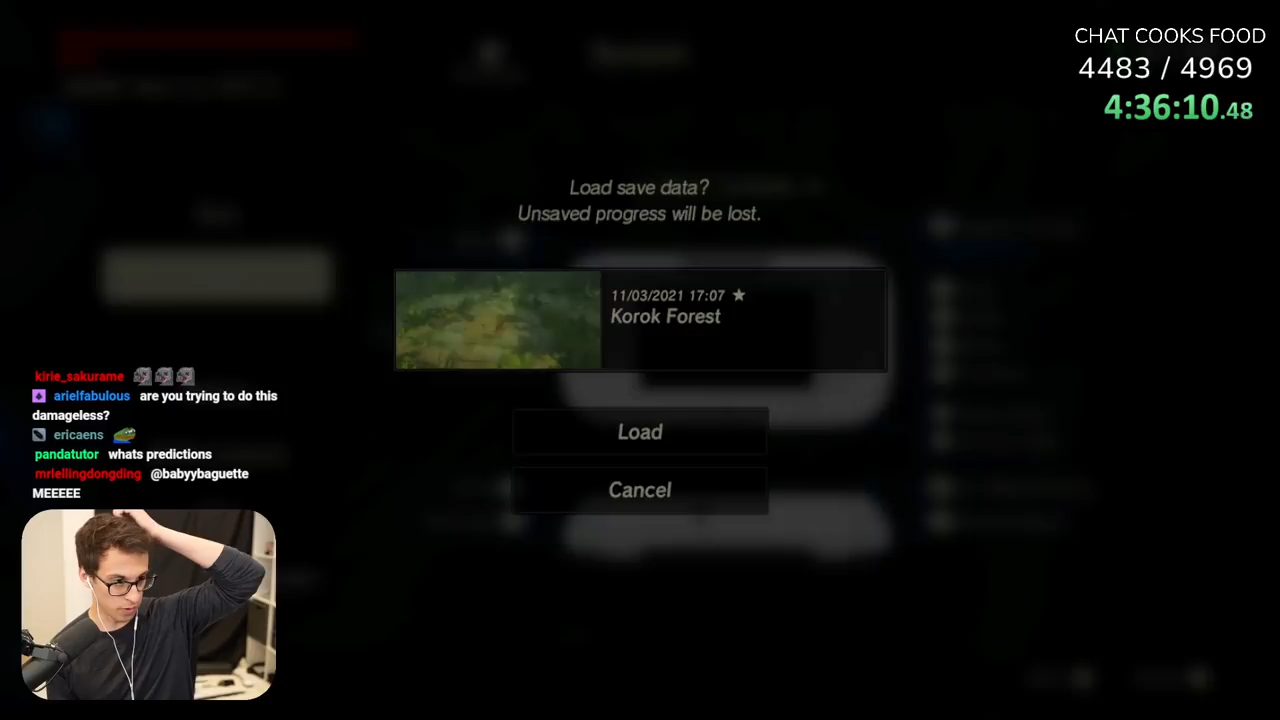 CHAT COOKS FOOD
4483 / 4969
4:36:10.48
Load save data?
Unsaved progress will be lost.
11/03/2021 17:07 ★
Korok Forest
Load
Cancel
kirie_sakurame
arielfabulous are you trying to do this
damageless?
ericaens
pandatutor whats predictions
@babyybaguette
MEEEEE